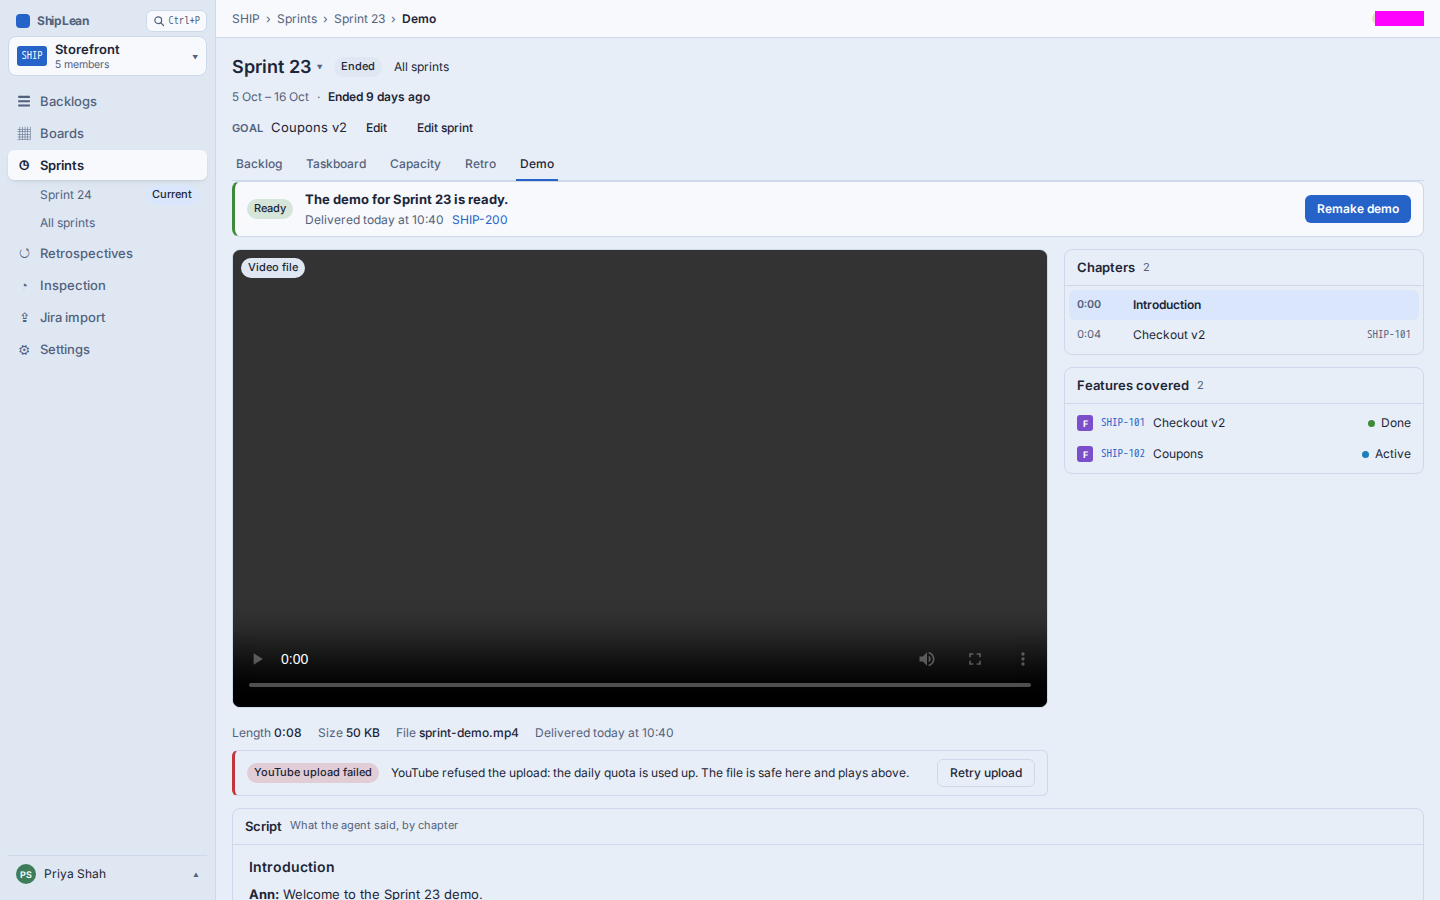 ShipLean
Ctrl+P
SHIP
Storefront
5 members
Backlogs
Boards
Sprints
Sprint 24
Current
All sprints
Retrospectives
Inspection
Jira import
Settings
PS
Priya Shah
SHIP › Sprints › Sprint 23 › Demo
Sprint 23
Ended
All sprints
5 Oct – 16 Oct · Ended 9 days ago
GOAL Coupons v2 Edit Edit sprint
Backlog Taskboard Capacity Retro Demo
Ready
The demo for Sprint 23 is ready.
Delivered today at 10:40 SHIP-200
Remake demo
Video file
0:00
Chapters 2
0:00 Introduction
0:04 Checkout v2 SHIP-101
Features covered 2
F SHIP-101 Checkout v2 Done
F SHIP-102 Coupons Active
Length 0:08 Size 50 KB File sprint-demo.mp4 Delivered today at 10:40
YouTube upload failed YouTube refused the upload: the daily quota is used up. The file is safe here and plays above. Retry upload
Script What the agent said, by chapter
Introduction
Ann: Welcome to the Sprint 23 demo.